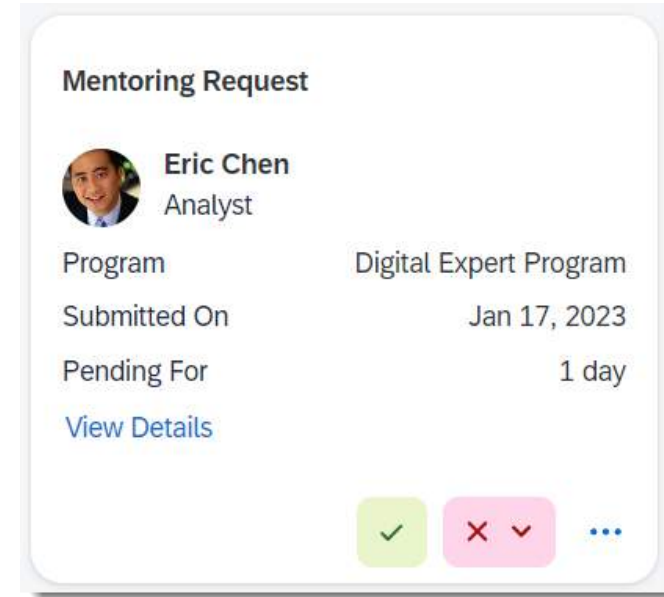 Mentoring Request
Eric Chen
Analyst
Program Digital Expert Program
Submitted On Jan 17, 2023
Pending For 1 day
View Details